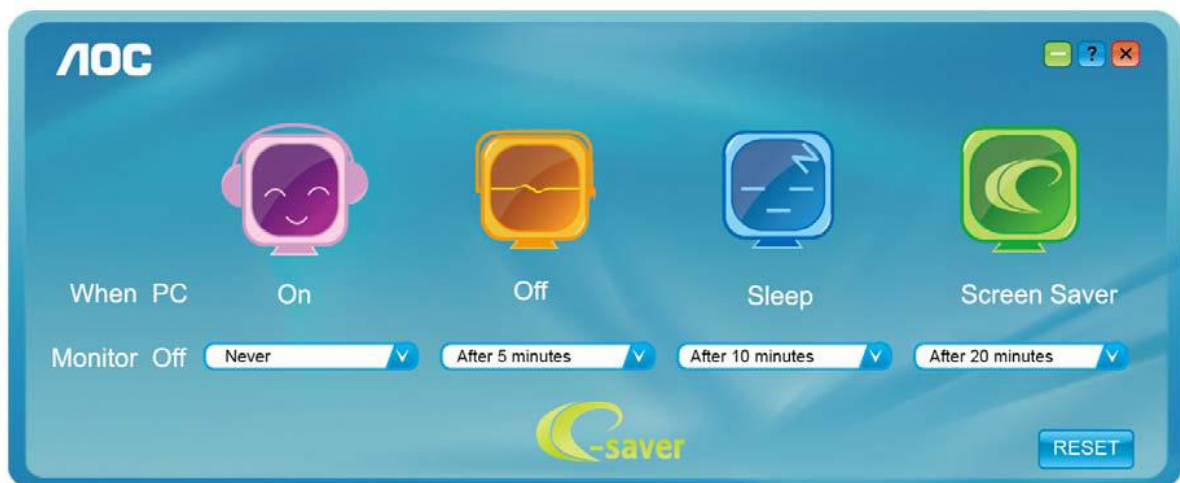 AOC
?
When PC On Off Sleep Screen Saver
Monitor Off Never After 5 minutes After 10 minutes After 20 minutes
e-saver
RESET